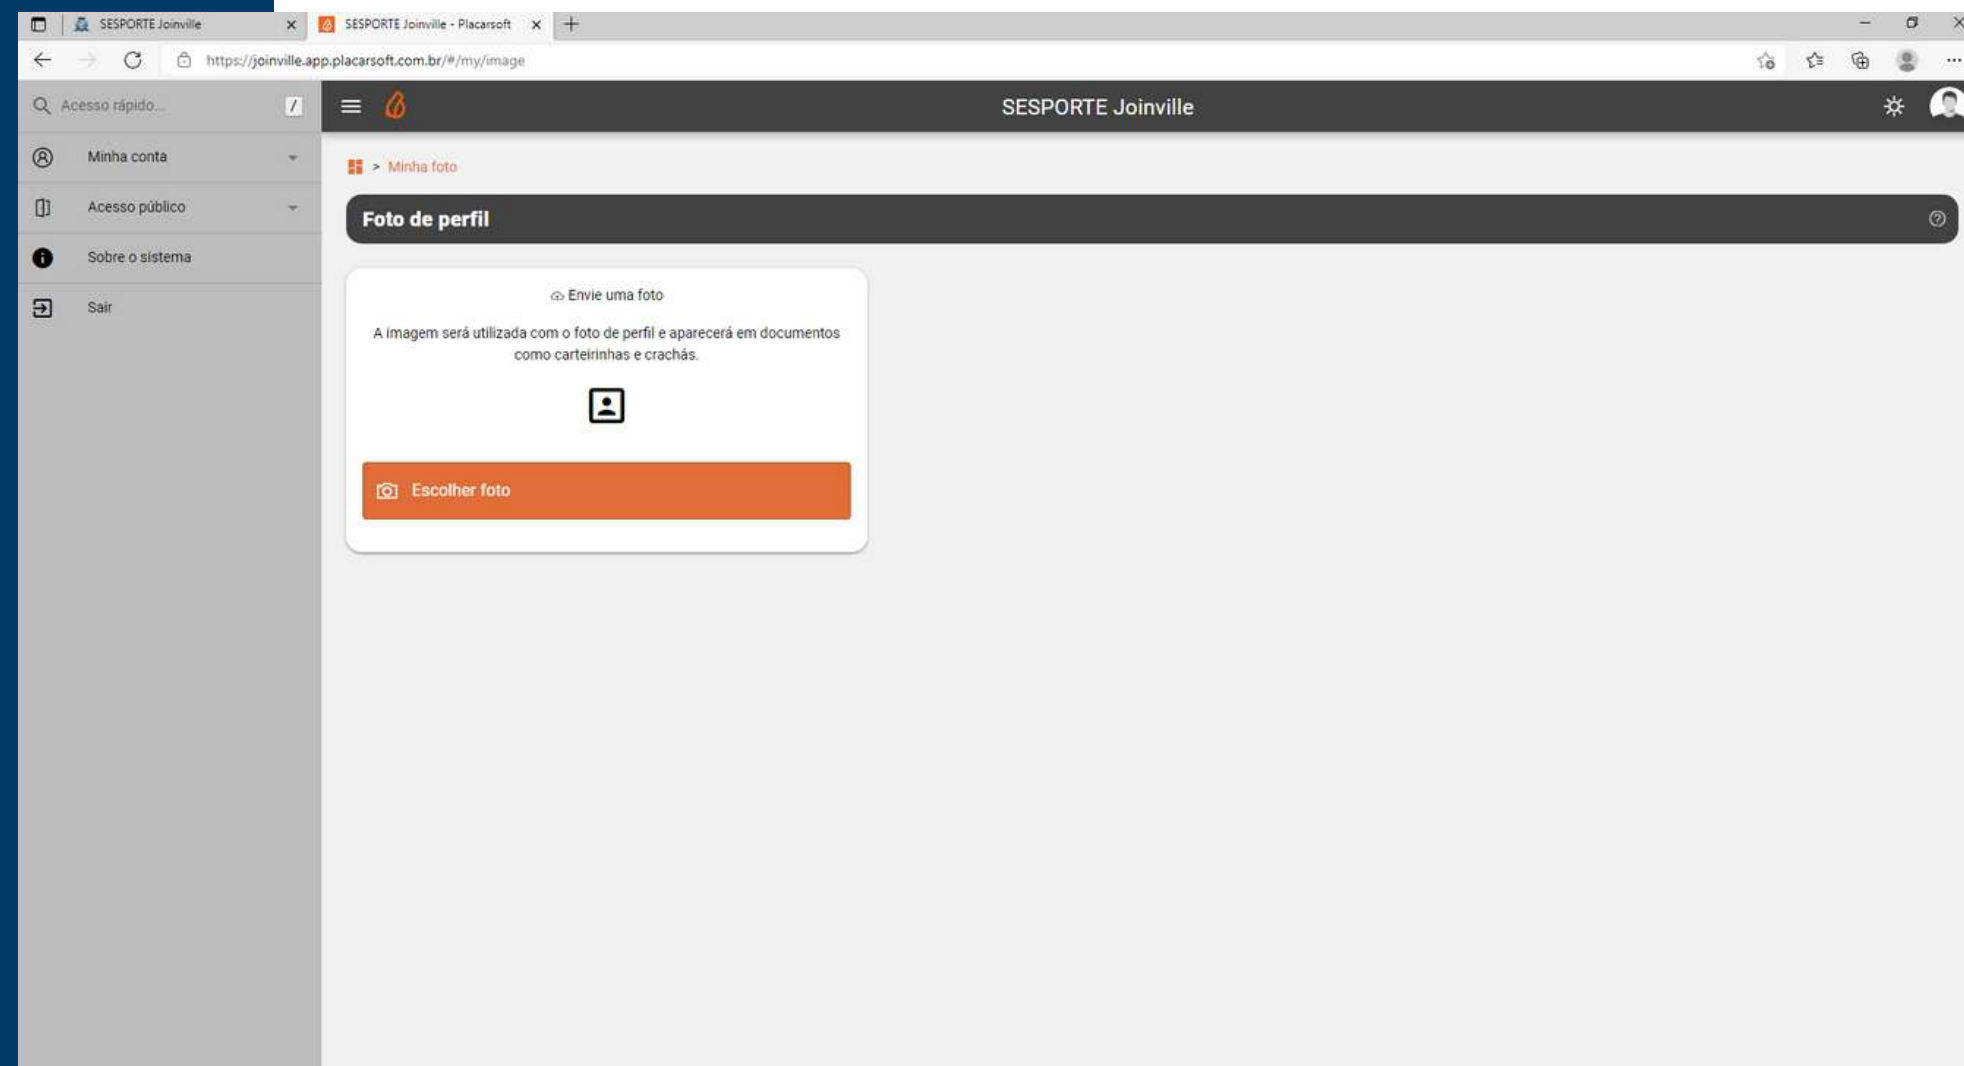 SESPORTE Joinville
SESPORTE Joinville - Placarsoft
https://joinville.app.placarsoft.com.br/#/my/image
Acesso rápido...
/
SESPORTE Joinville
Minha conta
Acesso público
Sobre o sistema
Sair
> Minha foto
Foto de perfil
Envie uma foto
A imagem será utilizada com o foto de perfil e aparecerá em documentos
como carteirinhas e crachás.
Escolher foto